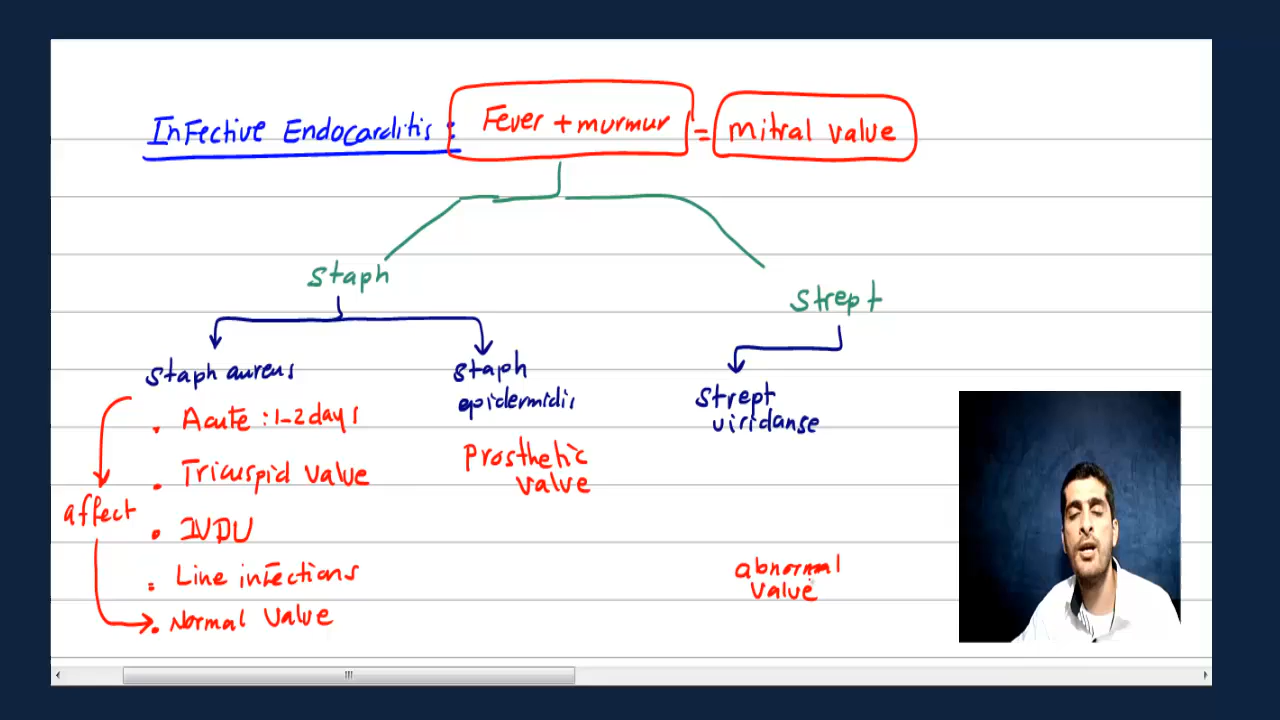 Infective Endocarditis : Fever + murmur = mitral value
Staph
Strept
Staph aureus
Acute : 1-2 days
Tricuspid value
IVDU
Line infections
Normal value
affect
Staph
epidermidis
Prosthetic
value
Strept
viridanse
abnormal
value